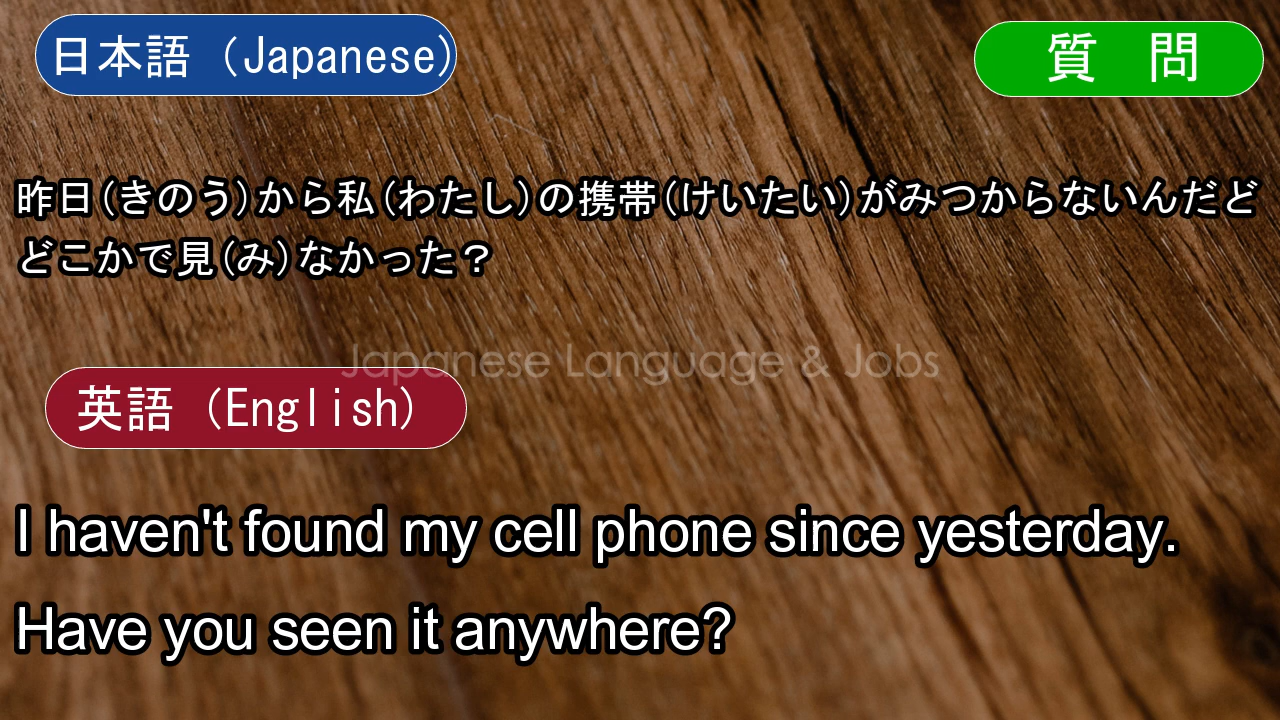 日本語（Japanese）
質　問
昨日（きのう）から私（わたし）の携帯（けいたい）がみつからないんだど
どこかで見（み）なかった？
Japanese Language & Jobs
英語（English）
I haven't found my cell phone since yesterday.
Have you seen it anywhere?